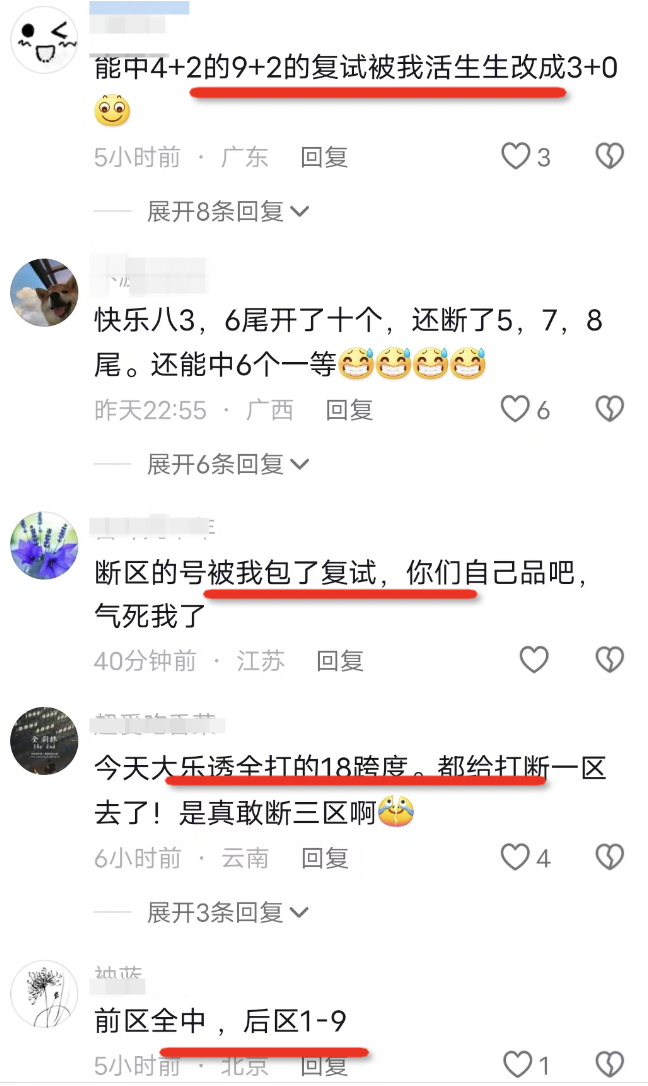 能中4+2的9+2的复试被我活生生改成3+0
5小时前 · 广东 回复 3
展开8条回复
快乐八3，6尾开了十个，还断了5，7，8
尾。还能中6个一等
昨天22:55 · 广西 回复 6
展开6条回复
断区的号被我包了复试，你们自己品吧，
气死我了
40分钟前 · 江苏 回复
全剧终
The End
今天大乐透全打的18跨度。都给打断一区
去了！是真敢断三区啊
6小时前 · 云南 回复 4
展开3条回复
前区全中 ，后区1-9
5小时前 · 北京 回复 1